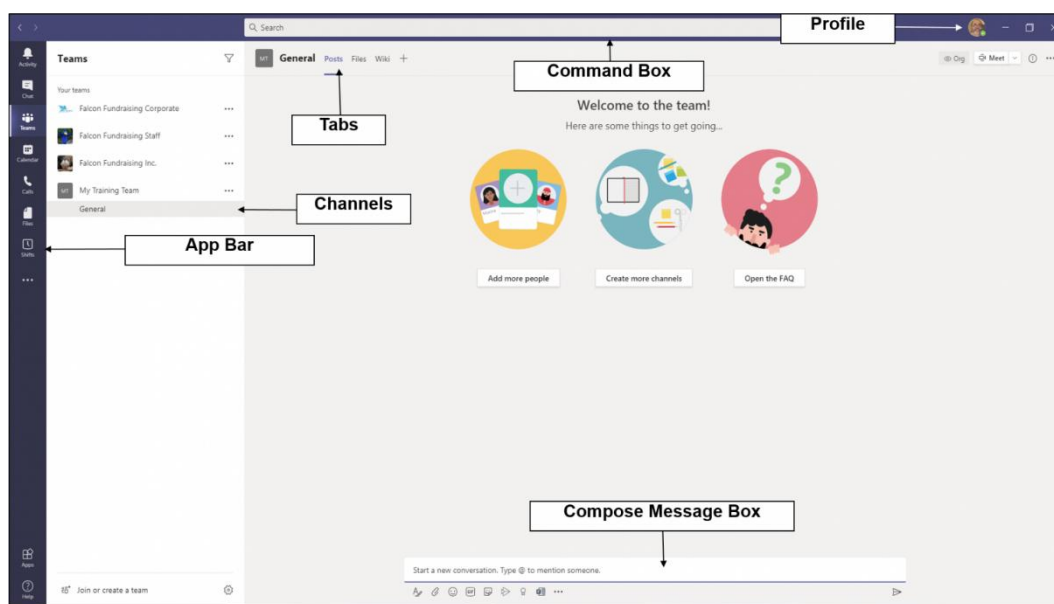 Search
Profile
Activity
Chat
Teams
Calendar
Calls
Files
Shifts
Apps
Help
Teams
Your teams
Falcon Fundraising Corporate
Falcon Fundraising Staff
Falcon Fundraising Inc.
MT My Training Team
General
Join or create a team
MT General Posts Files Wiki +
Org Meet
Command Box
Tabs
Channels
App Bar
Welcome to the team!
Here are some things to get going...
Add more people
Create more channels
Open the FAQ
Compose Message Box
Start a new conversation. Type @ to mention someone.